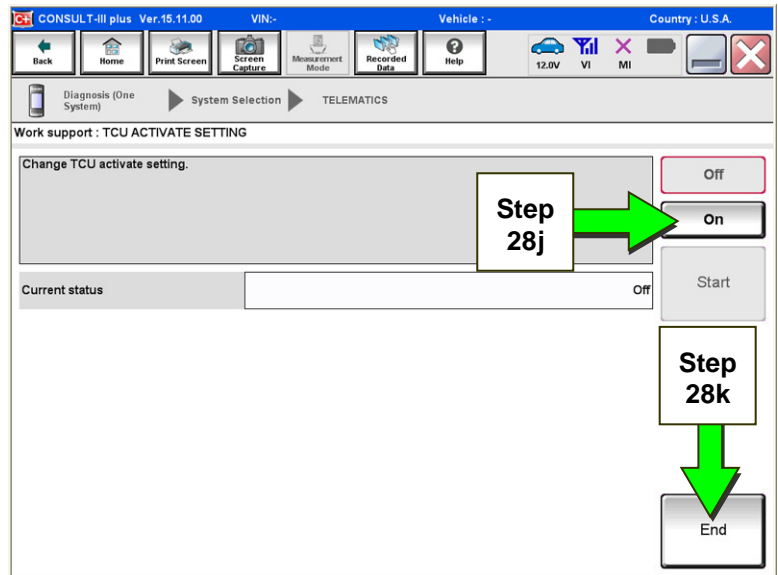 C+ CONSULT-III plus Ver.15.11.00 VIN:- Vehicle : - Country : U.S.A.
Back
Home
Print Screen
Screen
Capture
Measurement
Mode
Recorded
Data
Help
12.0V VI MI
Diagnosis (One
System)
System Selection
TELEMATICS
Work support : TCU ACTIVATE SETTING
Change TCU activate setting.
Off
Step
28j
On
Current status
Off
Start
Step
28k
End